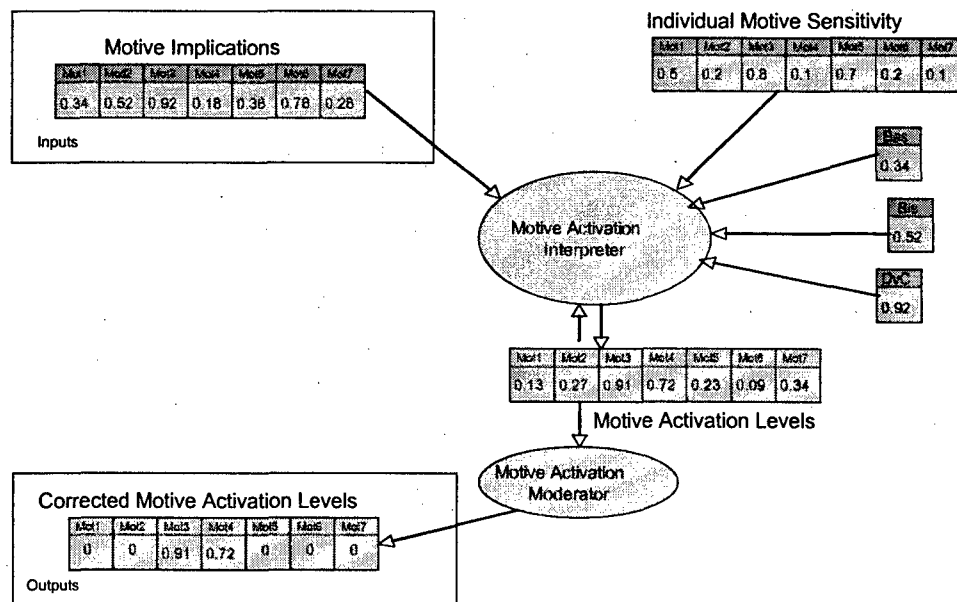 Motive Implications
Mot1 Mot2 Mot3 Mot4 Mot5 Mot6 Mot7
0.34 0.52 0.92 0.18 0.36 0.78 0.28
Inputs
Individual Motive Sensitivity
Mot1 Mot2 Mot3 Mot4 Mot5 Mot6 Mot7
0.5 0.2 0.8 0.1 0.7 0.2 0.1
Bas
0.34
Bis
0.52
DvC
0.92
Motive Activation
Interpreter
Mot1 Mot2 Mot3 Mot4 Mot5 Mot6 Mot7
0.13 0.27 0.91 0.72 0.23 0.09 0.34
Motive Activation Levels
Motive Activation
Moderator
Corrected Motive Activation Levels
Mot1 Mot2 Mot3 Mot4 Mot5 Mot6 Mot7
0 0 0.91 0.72 0 0 0
Outputs